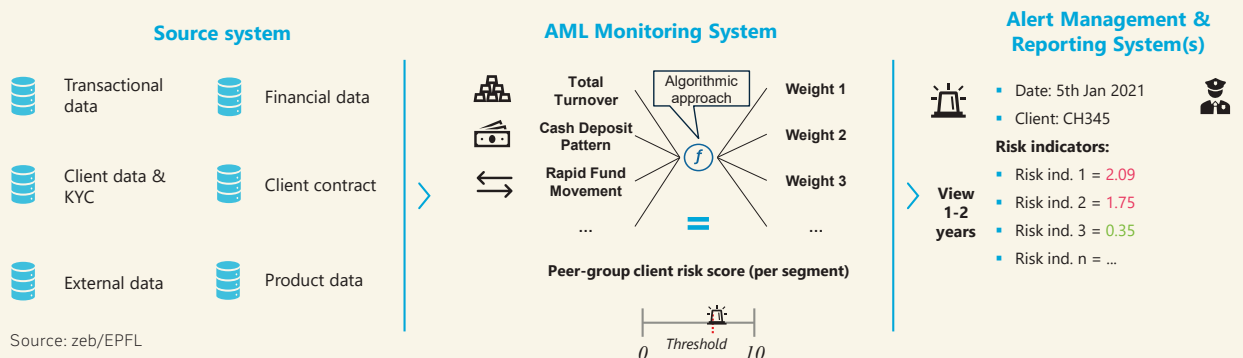 Source system
Transactional
data
Financial data
Client data &
KYC
Client contract
External data
Product data
Source: zeb/EPFL
AML Monitoring System
Total
Turnover
Cash Deposit
Pattern
Rapid Fund
Movement
...
Algorithmic
approach
f
Weight 1
Weight 2
Weight 3
...
=
Peer-group client risk score (per segment)
0
Threshold
10
Alert Management &
Reporting System(s)
View
1-2
years
▪ Date: 5th Jan 2021
▪ Client: CH345
Risk indicators:
▪ Risk ind. 1 = 2.09
▪ Risk ind. 2 = 1.75
▪ Risk ind. 3 = 0.35
▪ Risk ind. n = ...